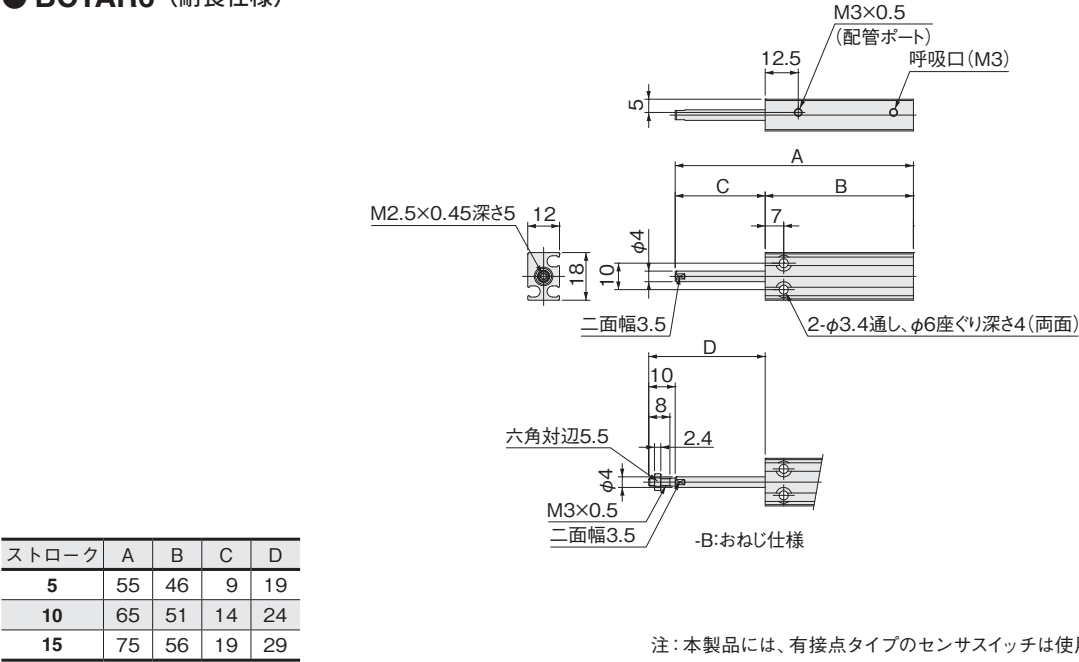 （耐食仕様）
M3×0.5
（配管ポート）
呼吸口（M3）
12.5
5
A
C
B
M2.5×0.45深さ5
12
7
φ4
18
10
二面幅3.5
2-φ3.4通し、φ6座ぐり深さ4（両面）
D
10
8
六角対辺5.5
2.4
φ4
M3×0.5
二面幅3.5
-B:おねじ仕様
ストローク A B C D
5 55 46 9 19
10 65 51 14 24
15 75 56 19 29
注：本製品には、有接点タイプのセンサスイッチは使